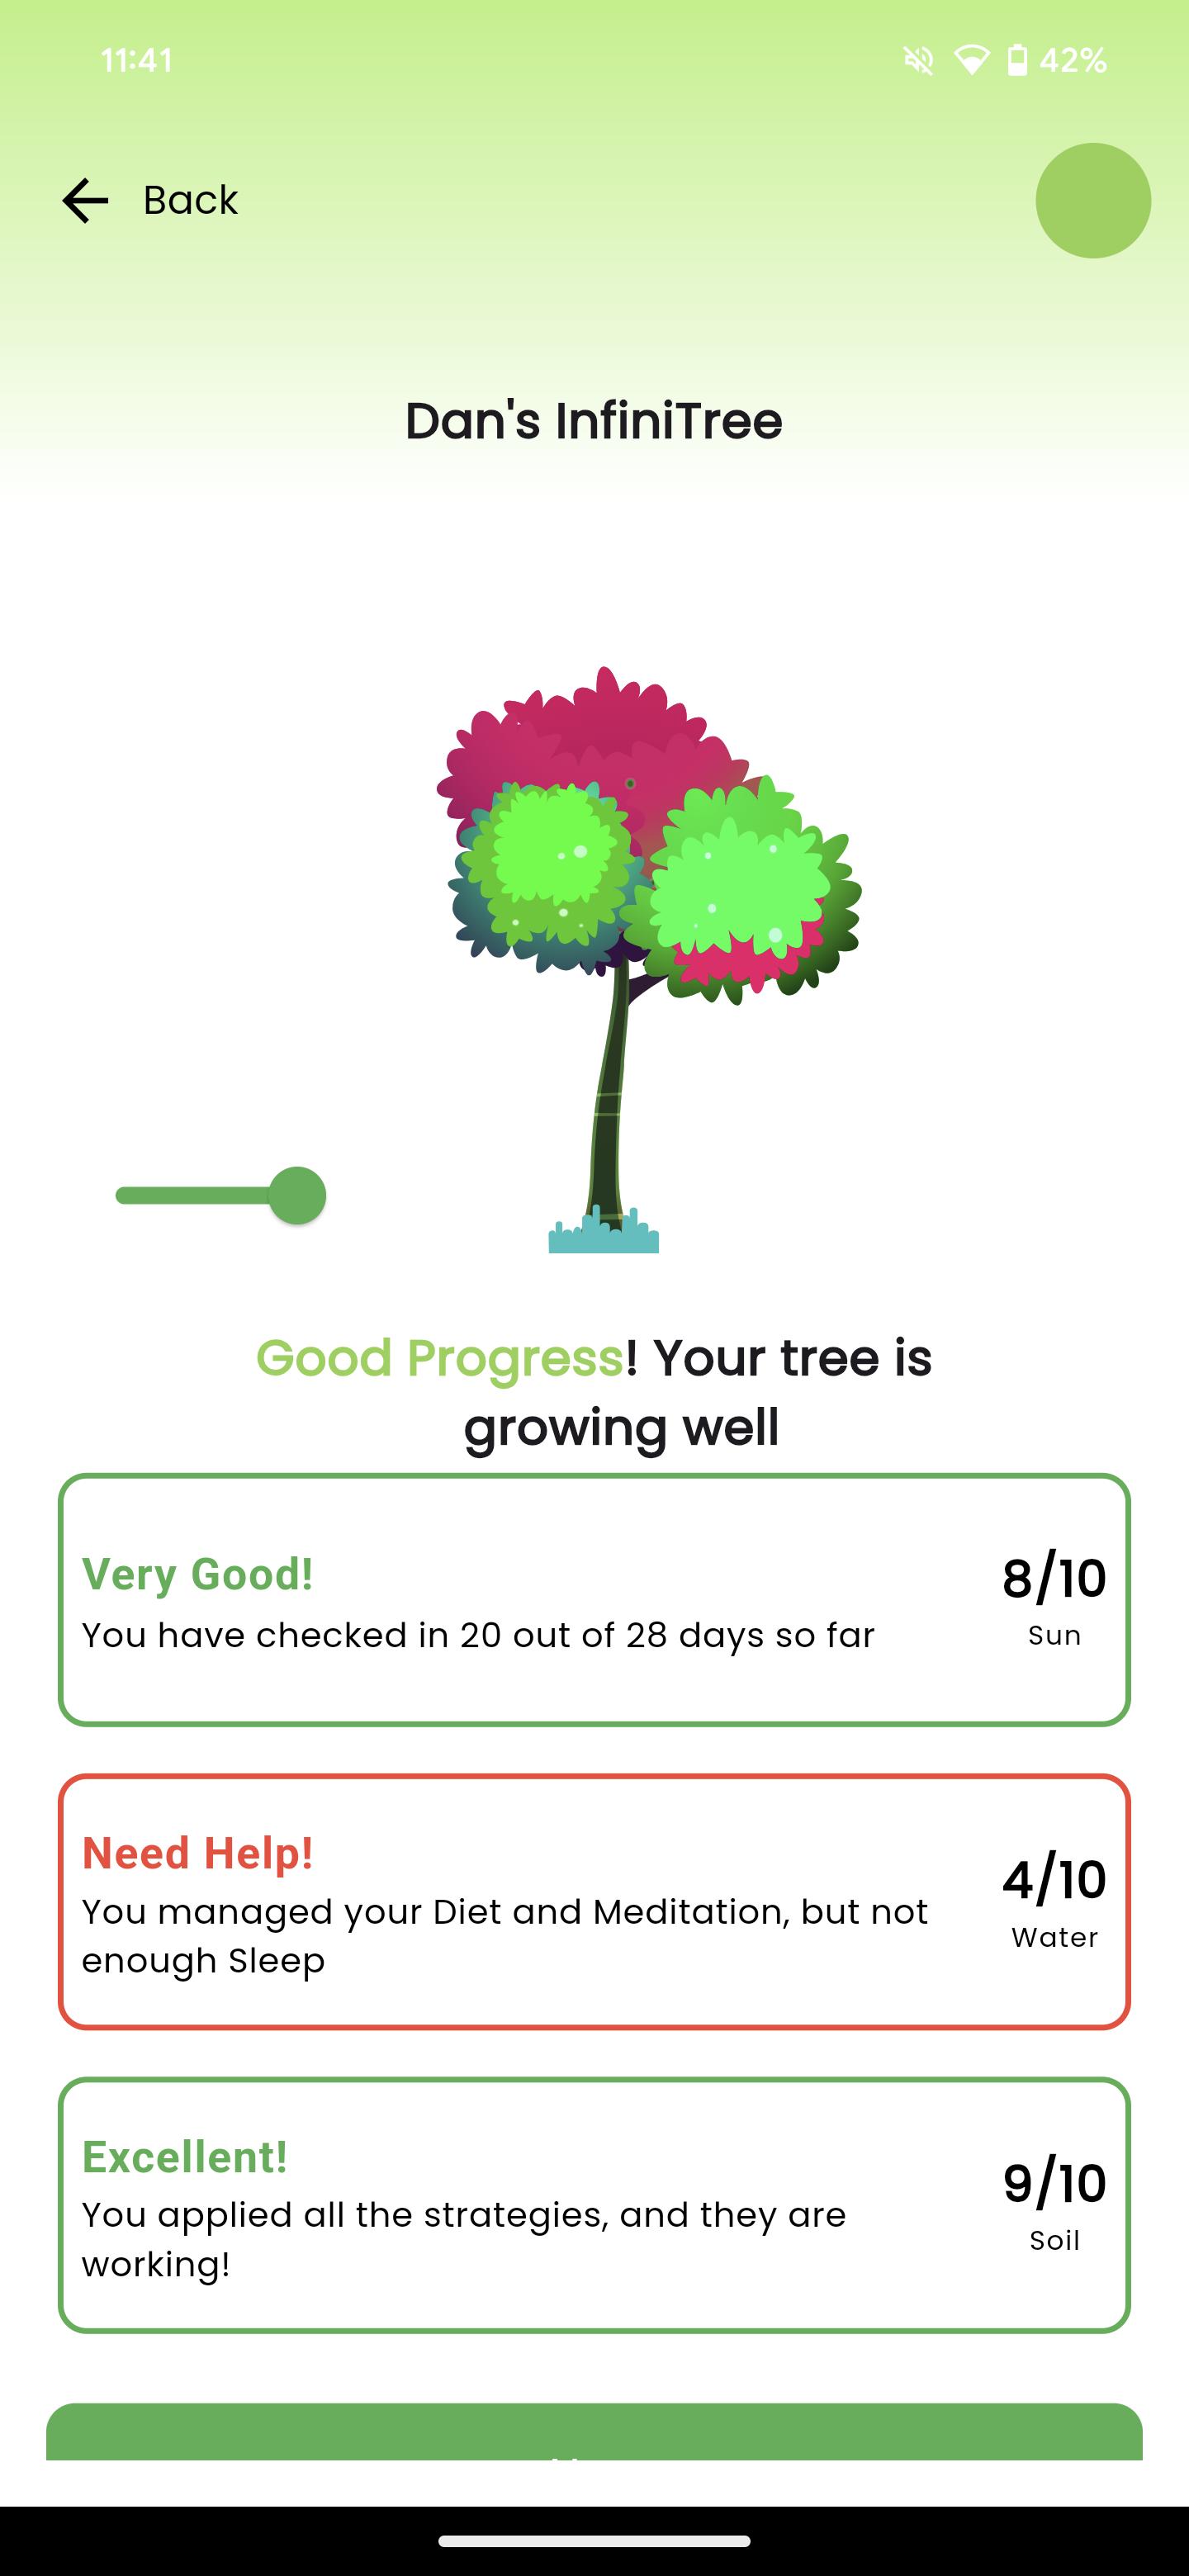 11:41 42%
Back
Dan's InfiniTree
Good Progress! Your tree is
growing well
Very Good!
You have checked in 20 out of 28 days so far
8/10
Sun
Need Help!
You managed your Diet and Meditation, but not
enough Sleep
4/10
Water
Excellent!
You applied all the strategies, and they are
working!
9/10
Soil